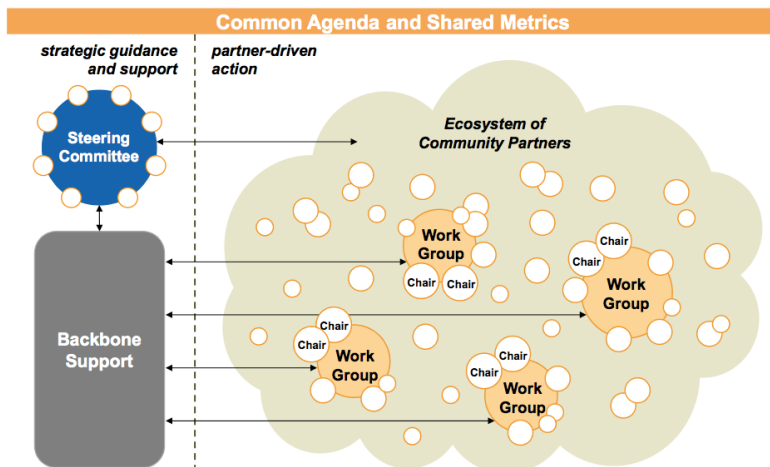 Common Agenda and Shared Metrics
strategic guidance
and support
partner-driven
action
Steering
Committee
Ecosystem of
Community Partners
Work
Group
Chair
Chair
Chair
Chair
Work
Group
Backbone
Support
Chair
Chair
Work
Group
Chair
Chair
Work
Group